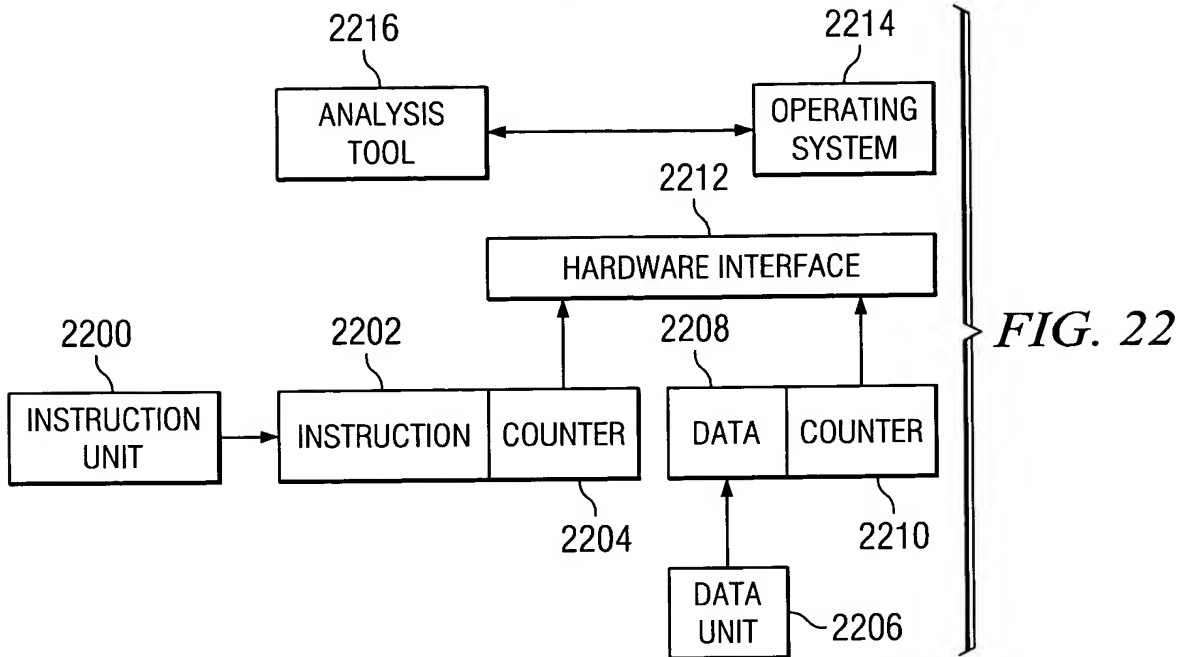 2216
2214
ANALYSIS
TOOL
OPERATING
SYSTEM
2212
HARDWARE INTERFACE
2200
2202
2208
INSTRUCTION
UNIT
INSTRUCTION
COUNTER
DATA
COUNTER
2204
2210
DATA
UNIT
2206
FIG. 22